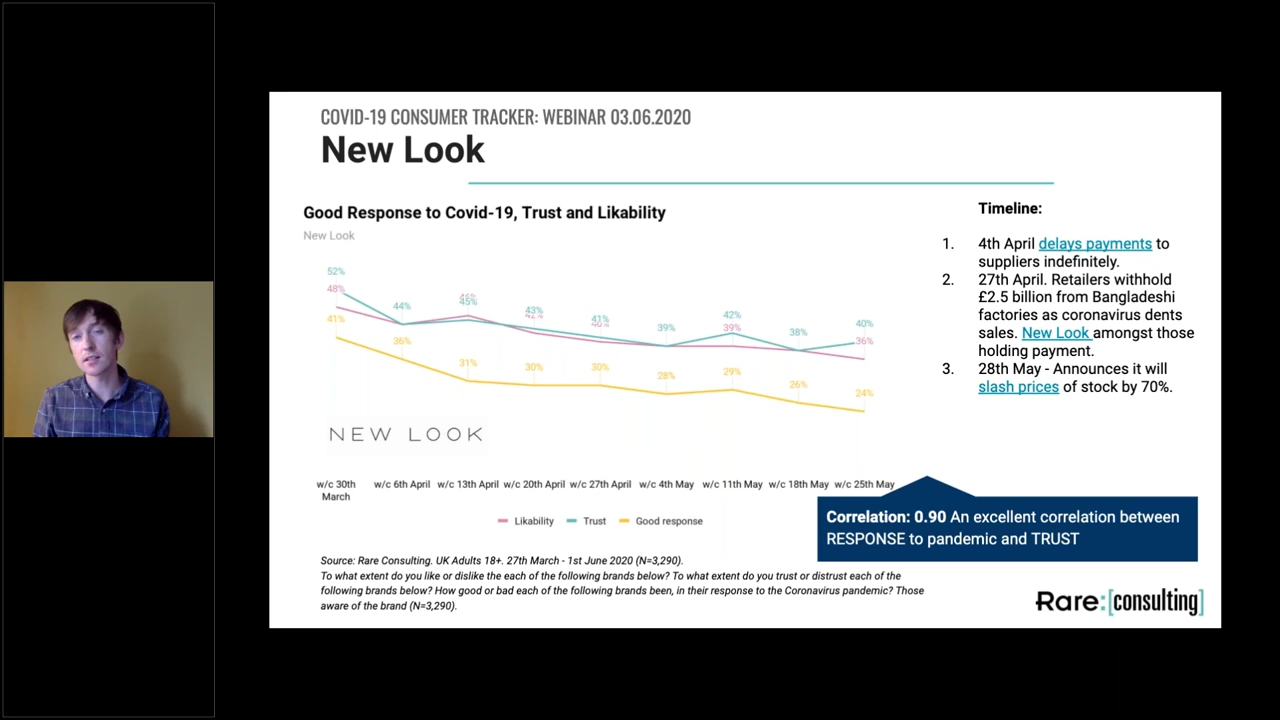 COVID-19 CONSUMER TRACKER: WEBINAR 03.06.2020
New Look
Good Response to Covid-19, Trust and Likability
New Look
52%
48%
41%
44%
36%
46%
45%
31%
43%
42%
30%
41%
40%
30%
39%
28%
42%
39%
29%
38%
26%
40%
36%
24%
NEW LOOK
w/c 30th March
w/c 6th April
w/c 13th April
w/c 20th April
w/c 27th April
w/c 4th May
w/c 11th May
w/c 18th May
w/c 25th May
Likability
Trust
Good response
Timeline:
1. 4th April delays payments to
suppliers indefinitely.
2. 27th April. Retailers withhold
£2.5 billion from Bangladeshi
factories as coronavirus dents
sales. New Look amongst those
holding payment.
3. 28th May - Announces it will
slash prices of stock by 70%.
Correlation: 0.90 An excellent correlation between
RESPONSE to pandemic and TRUST
Source: Rare Consulting. UK Adults 18+. 27th March - 1st June 2020 (N=3,290).
To what extent do you like or dislike the each of the following brands below? To what extent do you trust or distrust each of the
following brands below? How good or bad each of the following brands been, in their response to the Coronavirus pandemic? Those
aware of the brand (N=3,290).
Rare:[consulting]